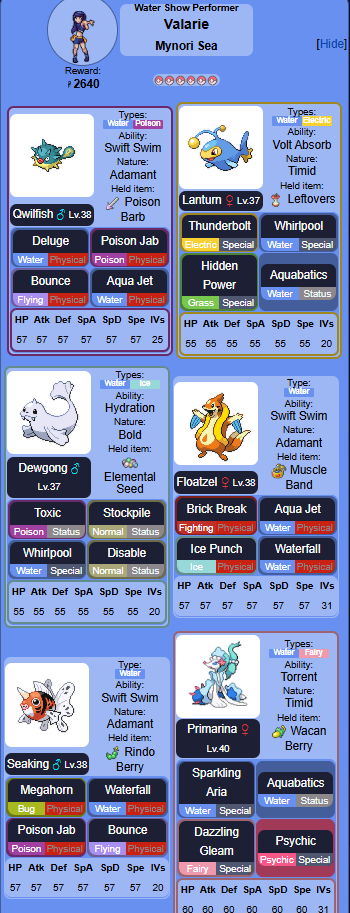 Water Show Performer
Valarie
Mynori Sea
[Hide]
Reward:
₽ 2640
Types:
Water Poison
Ability:
Swift Swim
Nature:
Adamant
Held item:
Poison Barb
Qwilfish ♂ Lv.38
Deluge
Water Physical
Poison Jab
Poison Physical
Bounce
Flying Physical
Aqua Jet
Water Physical
HP Atk Def SpA SpD Spe IVs
57 57 57 57 57 57 25
Types:
Water Electric
Ability:
Volt Absorb
Nature:
Timid
Held item:
Leftovers
Lanturn ♀ Lv.37
Thunderbolt
Electric Special
Whirlpool
Water Special
Hidden
Power
Grass Special
Aquabatics
Water Status
HP Atk Def SpA SpD Spe IVs
55 55 55 55 55 55 20
Types:
Water Ice
Ability:
Hydration
Nature:
Bold
Held item:
Elemental
Seed
Dewgong ♂
Lv.37
Toxic
Poison Status
Stockpile
Normal Status
Whirlpool
Water Special
Disable
Normal Status
HP Atk Def SpA SpD Spe IVs
55 55 55 55 55 55 20
Types:
Water
Ability:
Swift Swim
Nature:
Adamant
Held item:
Muscle
Band
Floatzel ♀ Lv.38
Brick Break
Fighting Physical
Aqua Jet
Water Physical
Ice Punch
Ice Physical
Waterfall
Water Physical
HP Atk Def SpA SpD Spe IVs
57 57 57 57 57 57 31
Type:
Water
Ability:
Swift Swim
Nature:
Adamant
Held item:
Rindo
Berry
Seaking ♂ Lv.38
Megahorn
Bug Physical
Waterfall
Water Physical
Poison Jab
Poison Physical
Bounce
Flying Physical
HP Atk Def SpA SpD Spe IVs
57 57 57 57 57 57 20
Types:
Water Fairy
Ability:
Torrent
Nature:
Timid
Held item:
Wacan
Berry
Primarina ♀
Lv.40
Sparkling
Aria
Water Special
Aquabatics
Water Status
Dazzling
Gleam
Fairy Special
Psychic
Psychic Special
HP Atk Def SpA SpD Spe IVs
60 60 60 60 60 60 31